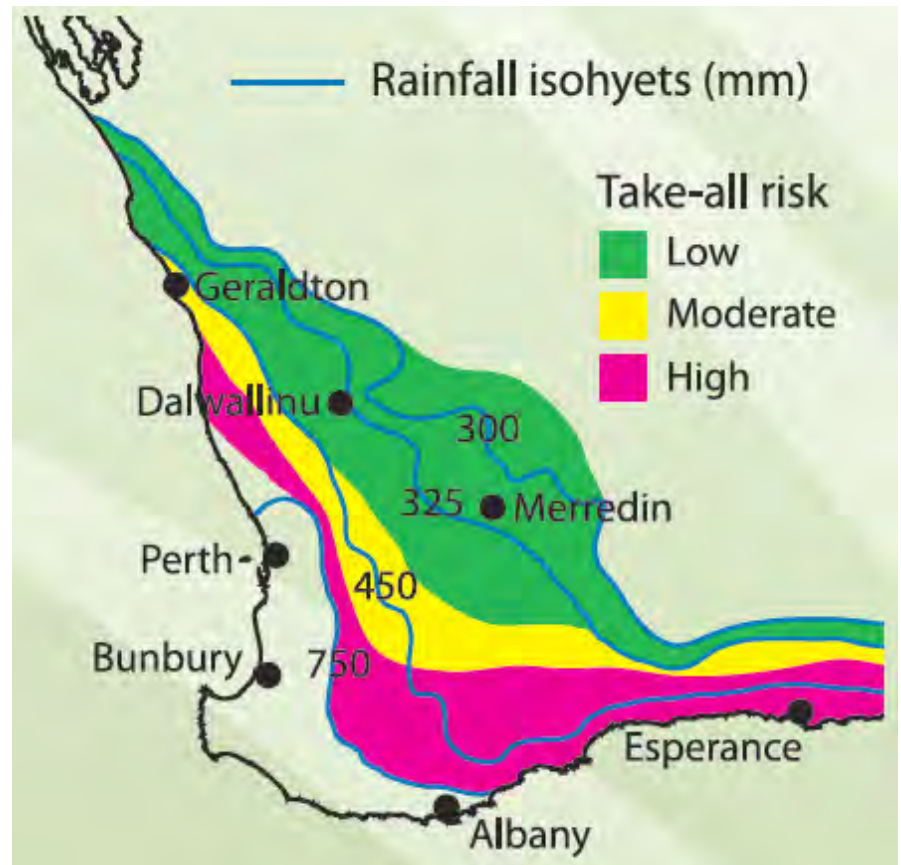 Rainfall isohyets (mm)
Take-all risk
Low
Moderate
High
Geraldton
Dalwallinu
300
325
Merredin
Perth
450
Bunbury
750
Esperance
Albany